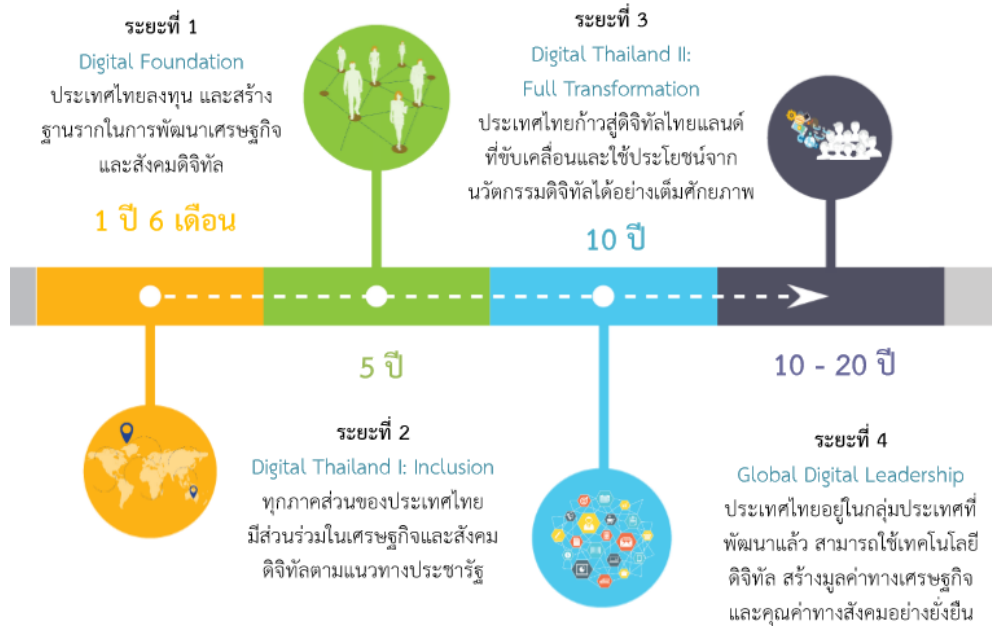 ระยะที่ 1
Digital Foundation
ประเทศไทยลงทุน และสร้าง
ฐานรากในการพัฒนาเศรษฐกิจ
และสังคมดิจิทัล
1 ปี 6 เดือน
5 ปี
ระยะที่ 2
Digital Thailand I: Inclusion
ทุกภาคส่วนของประเทศไทย
มีส่วนร่วมในเศรษฐกิจและสังคม
ดิจิทัลตามแนวทางประชารัฐ
ระยะที่ 3
Digital Thailand II:
Full Transformation
ประเทศไทยก้าวสู่ดิจิทัลไทยแลนด์
ที่ขับเคลื่อนและใช้ประโยชน์จาก
นวัตกรรมดิจิทัลได้อย่างเต็มศักยภาพ
10 ปี
10 - 20 ปี
ระยะที่ 4
Global Digital Leadership
ประเทศไทยอยู่ในกลุ่มประเทศที่
พัฒนาแล้ว สามารถใช้เทคโนโลยี
ดิจิทัล สร้างมูลค่าทางเศรษฐกิจ
และคุณค่าทางสังคมอย่างยั่งยืน